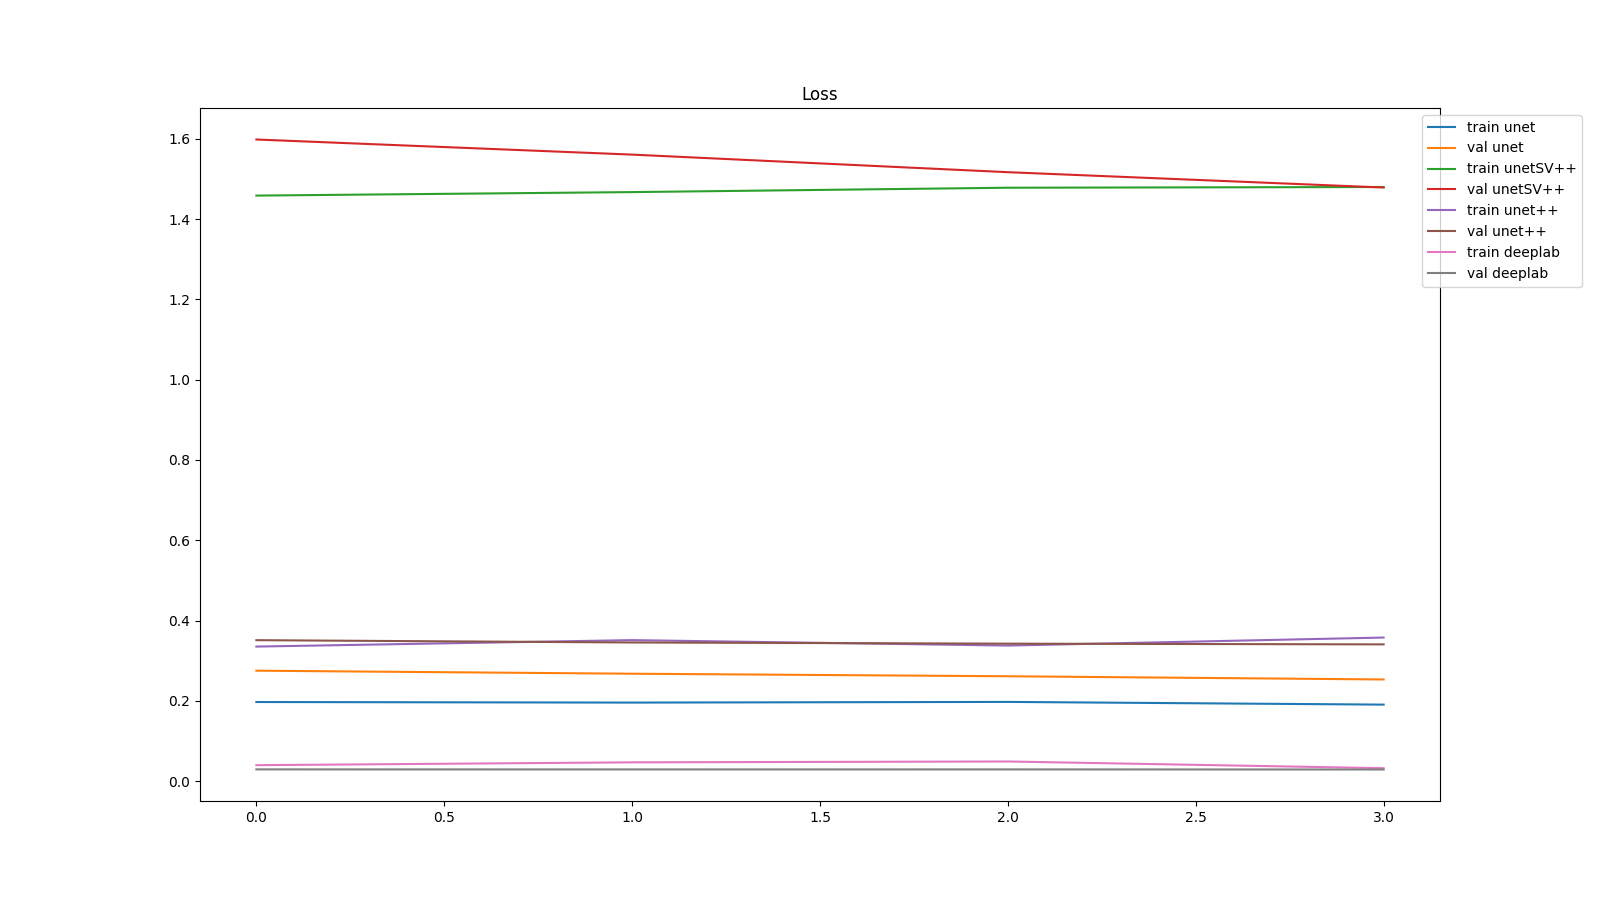 Loss
1.6
1.4
1.2
1.0
0.8
0.6
0.4
0.2
0.0
0.0 0.5 1.0 1.5 2.0 2.5 3.0
train unet
val unet
train unetSV++
val unetSV++
train unet++
val unet++
train deeplab
val deeplab